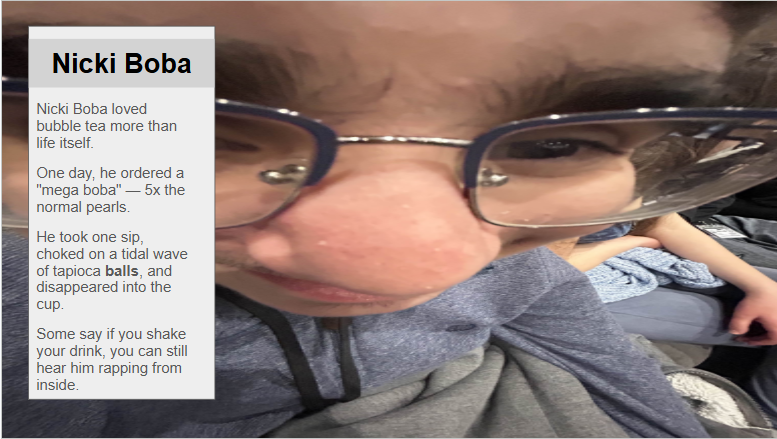 Nicki Boba
Nicki Boba loved
bubble tea more than
life itself.
One day, he ordered a
"mega boba" — 5x the
normal pearls.
He took one sip,
choked on a tidal wave
of tapioca balls, and
disappeared into the
cup.
Some say if you shake
your drink, you can still
hear him rapping from
inside.